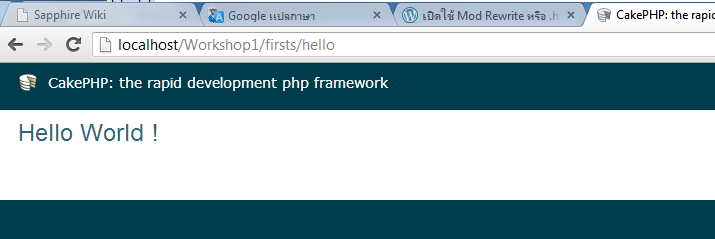 Sapphire Wiki
Google แปลภาษา
เปิดใช้ Mod Rewrite หรือ .h
CakePHP: the rapid
localhost/Workshop1/firsts/hello
CakePHP: the rapid development php framework
Hello World !